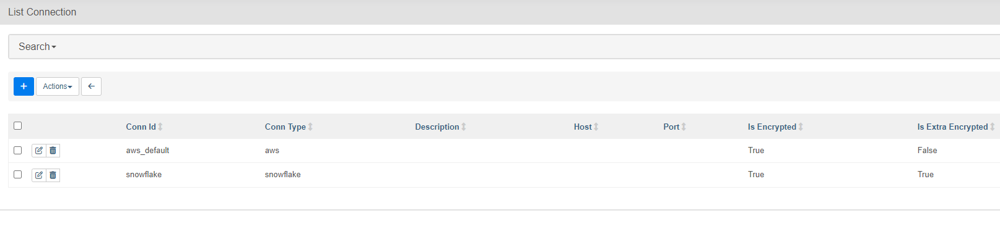 List Connection
Search
+ Actions
Conn Id Conn Type Description Host Port Is Encrypted Is Extra Encrypted
aws_default aws True False
snowflake snowflake True True